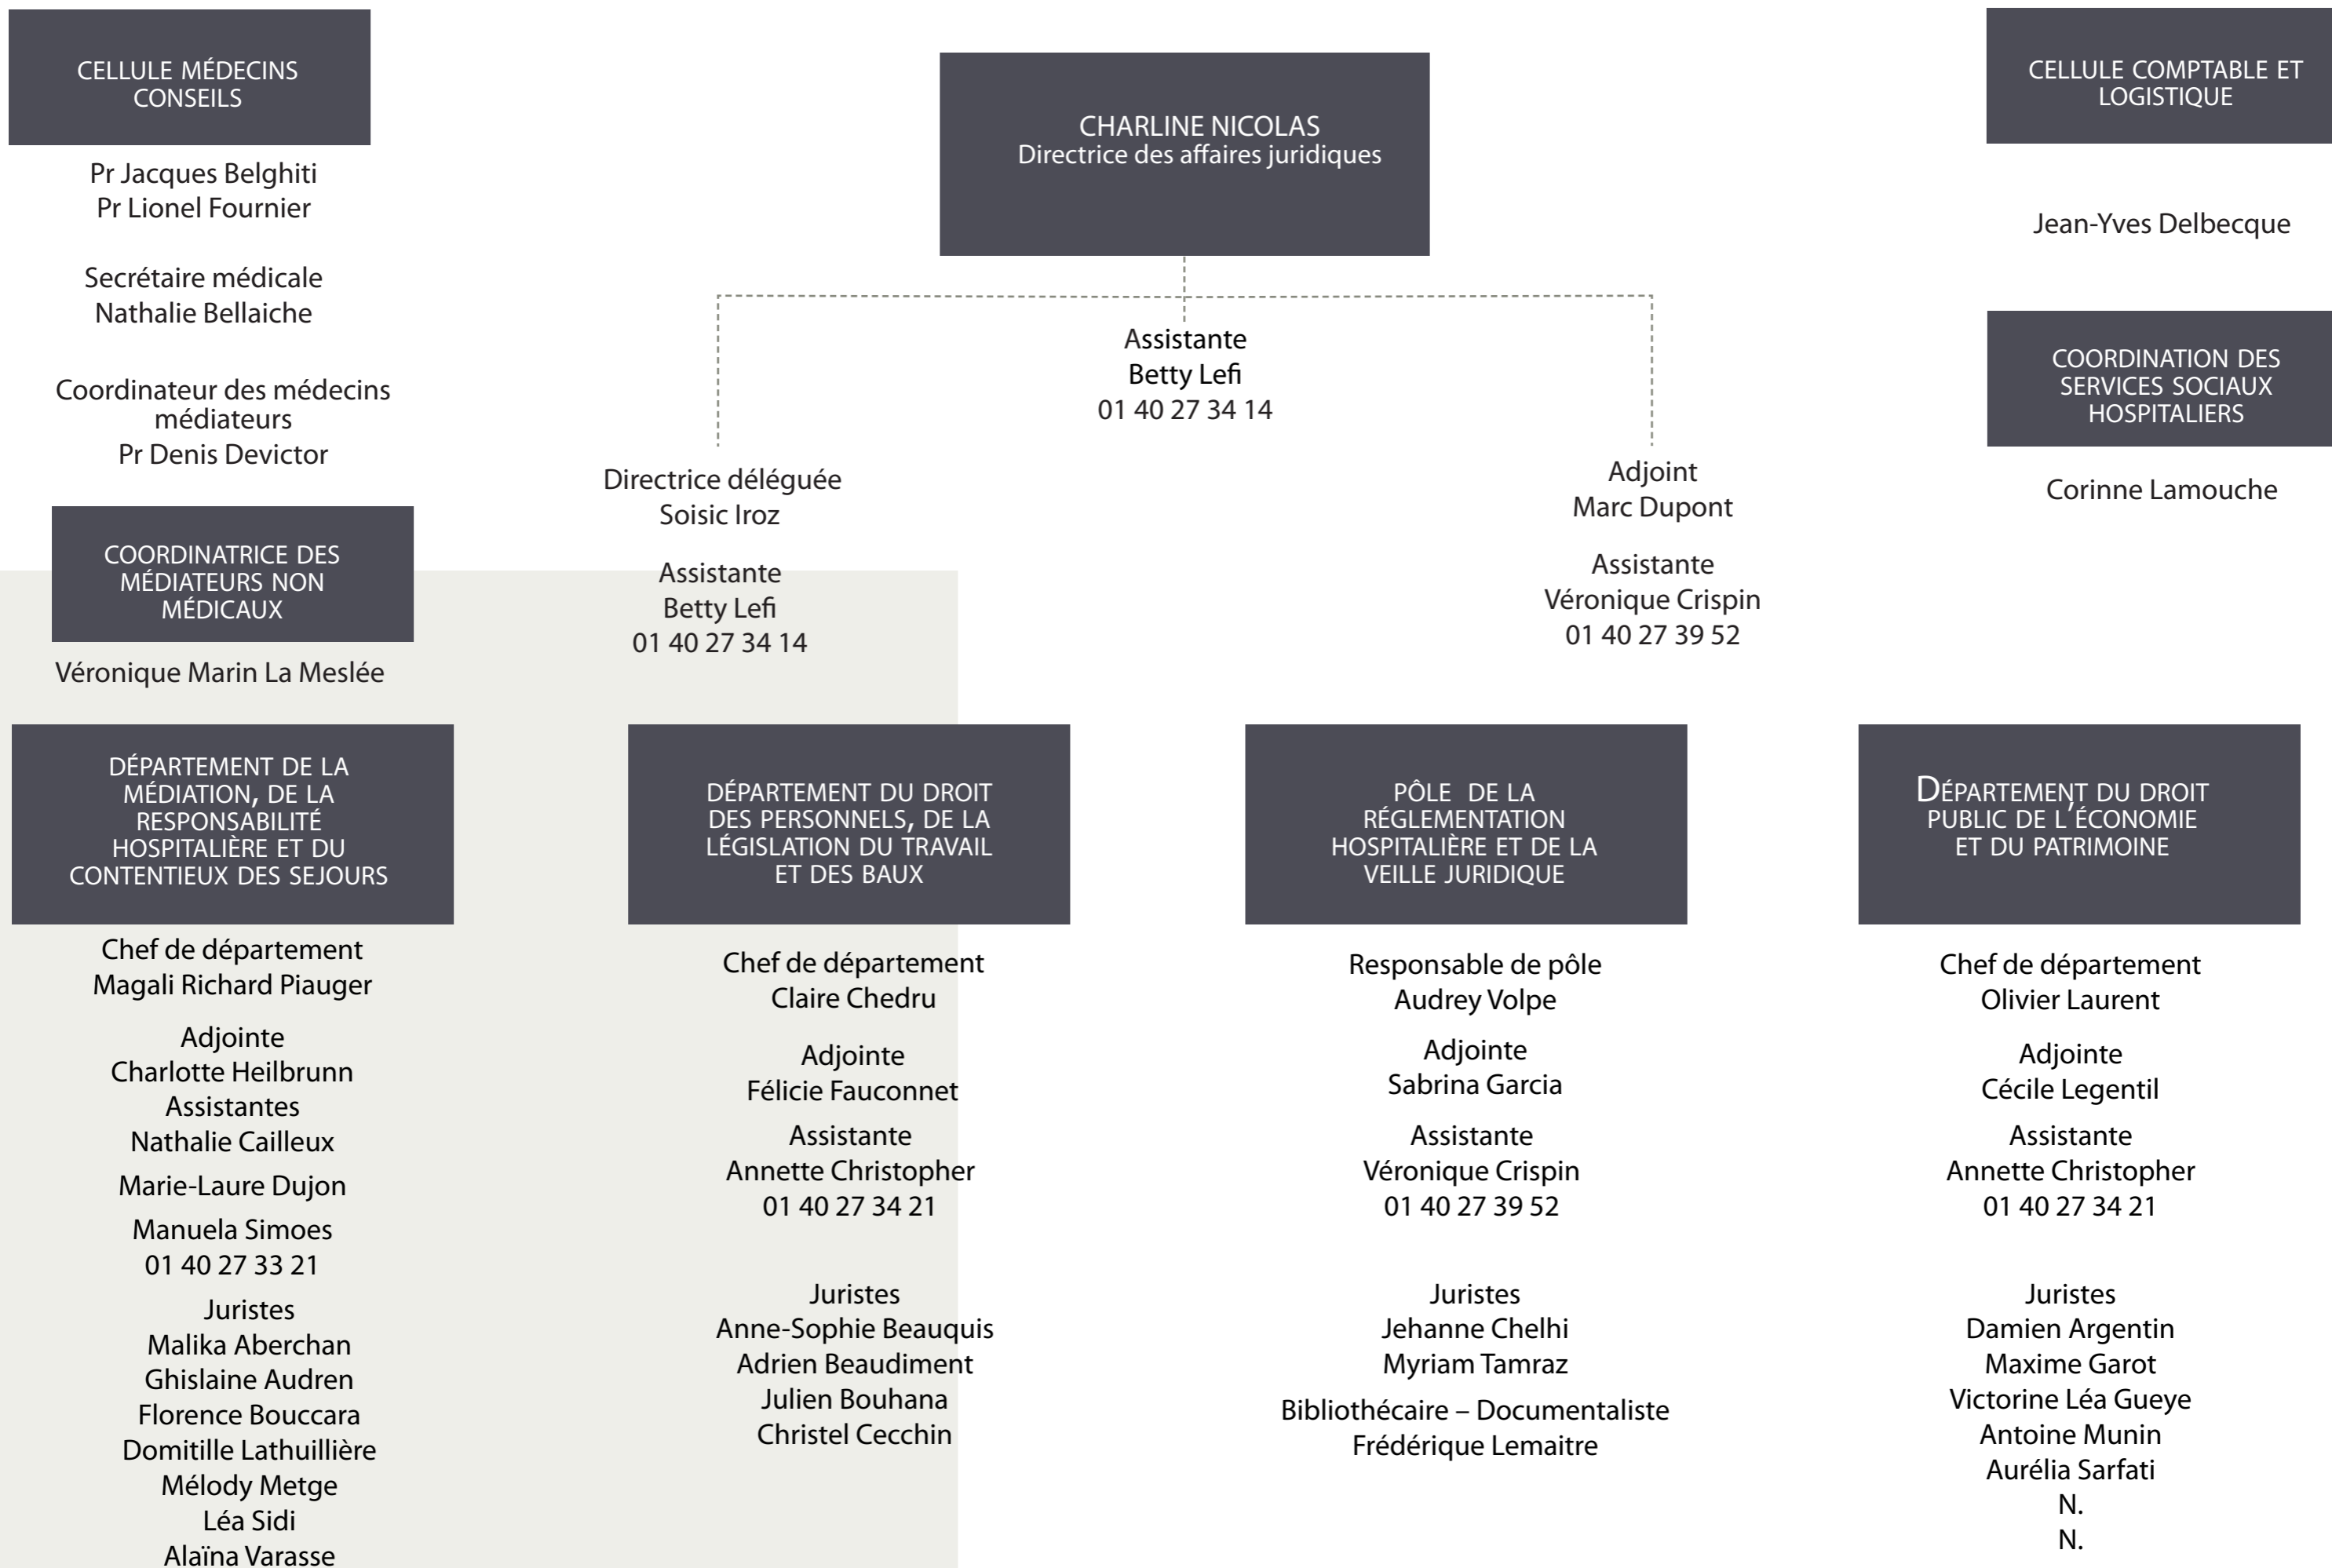 CELLULE MÉDECINS
CONSEILS
Pr Jacques Belghiti
Pr Lionel Fournier
Secrétaire médicale
Nathalie Bellaiche
Coordinateur des médecins
médiateurs
Pr Denis Devictor
COORDINATRICE DES
MÉDIATEURS NON
MÉDICAUX
Véronique Marin La Meslée
CHARLINE NICOLAS
Directrice des affaires juridiques
Assistante
Betty Lefi
01 40 27 34 14
Directrice déléguée
Soisic Iroz
Assistante
Betty Lefi
01 40 27 34 14
Adjoint
Marc Dupont
Assistante
Véronique Crispin
01 40 27 39 52
CELLULE COMPTABLE ET
LOGISTIQUE
Jean-Yves Delbecque
COORDINATION DES
SERVICES SOCIAUX
HOSPITALIERS
Corinne Lamouche
DÉPARTEMENT DE LA
MÉDIATION, DE LA
RESPONSABILITÉ
HOSPITALIÈRE ET DU
CONTENTIEUX DES SEJOURS
Chef de département
Magali Richard Piauger
Adjointe
Charlotte Heilbrunn
Assistantes
Nathalie Cailleux
Marie-Laure Dujon
Manuela Simoes
01 40 27 33 21
Juristes
Malika Aberchan
Ghislaine Audren
Florence Bouccara
Domitille Lathuillière
Mélody Metge
Léa Sidi
Alaïna Varasse
DÉPARTEMENT DU DROIT
DES PERSONNELS, DE LA
LÉGISLATION DU TRAVAIL
ET DES BAUX
Chef de département
Claire Chedru
Adjointe
Félicie Fauconnet
Assistante
Annette Christopher
01 40 27 34 21
Juristes
Anne-Sophie Beauquis
Adrien Beaudiment
Julien Bouhana
Christel Cecchin
PÔLE DE LA
RÉGLEMENTATION
HOSPITALIÈRE ET DE LA
VEILLE JURIDIQUE
Responsable de pôle
Audrey Volpe
Adjointe
Sabrina Garcia
Assistante
Véronique Crispin
01 40 27 39 52
Juristes
Jehanne Chelhi
Myriam Tamraz
Bibliothécaire – Documentaliste
Frédérique Lemaitre
DÉPARTEMENT DU DROIT
PUBLIC DE L'ÉCONOMIE
ET DU PATRIMOINE
Chef de département
Olivier Laurent
Adjointe
Cécile Legentil
Assistante
Annette Christopher
01 40 27 34 21
Juristes
Damien Argentin
Maxime Garot
Victorine Léa Gueye
Antoine Munin
Aurélia Sarfati
N.
N.